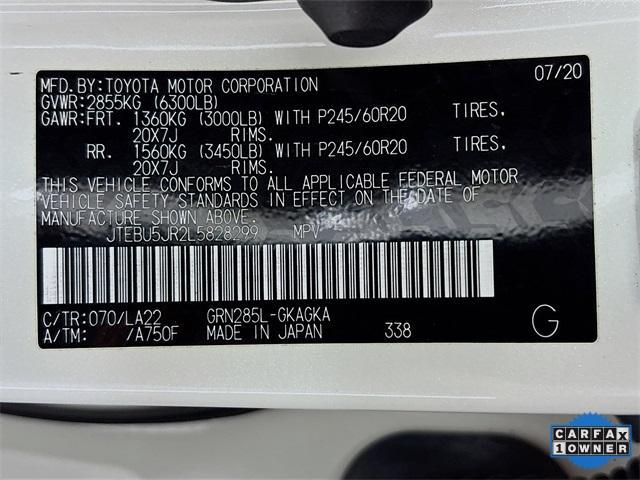 MFD.BY:TOYOTA MOTOR CORPORATION 07/20
GVWR:2855KG (6300LB)
GAWR:FRT. 1360KG (3000LB) WITH P245/60R20 TIRES,
20X7J RIMS.
RR. 1560KG (3450LB) WITH P245/60R20 TIRES,
20X7J RIMS.
THIS VEHICLE CONFORMS TO ALL APPLICABLE FEDERAL MOTOR
VEHICLE SAFETY STANDARDS IN EFFECT ON THE DATE OF
MANUFACTURE SHOWN ABOVE.
JTEBU5JR2L5828299 MPV
C/TR:070/LA22 GRN285L-GKAGKA
A/TM: /A750F MADE IN JAPAN 338 G
CARFAX
1 OWNER